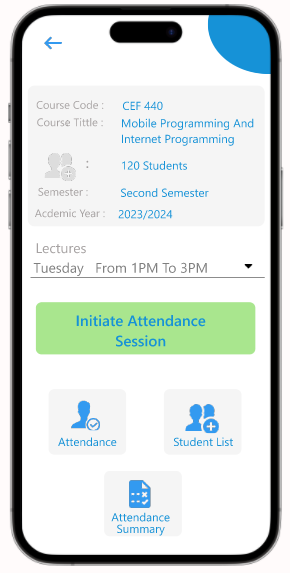 Course Code : CEF 440
Course Tittle : Mobile Programming And
Internet Programming
: 120 Students
Semester : Second Semester
Acdemic Year : 2023/2024
Lectures
Tuesday From 1PM To 3PM
Initiate Attendance
Session
Attendance
Student List
Attendance
Summary